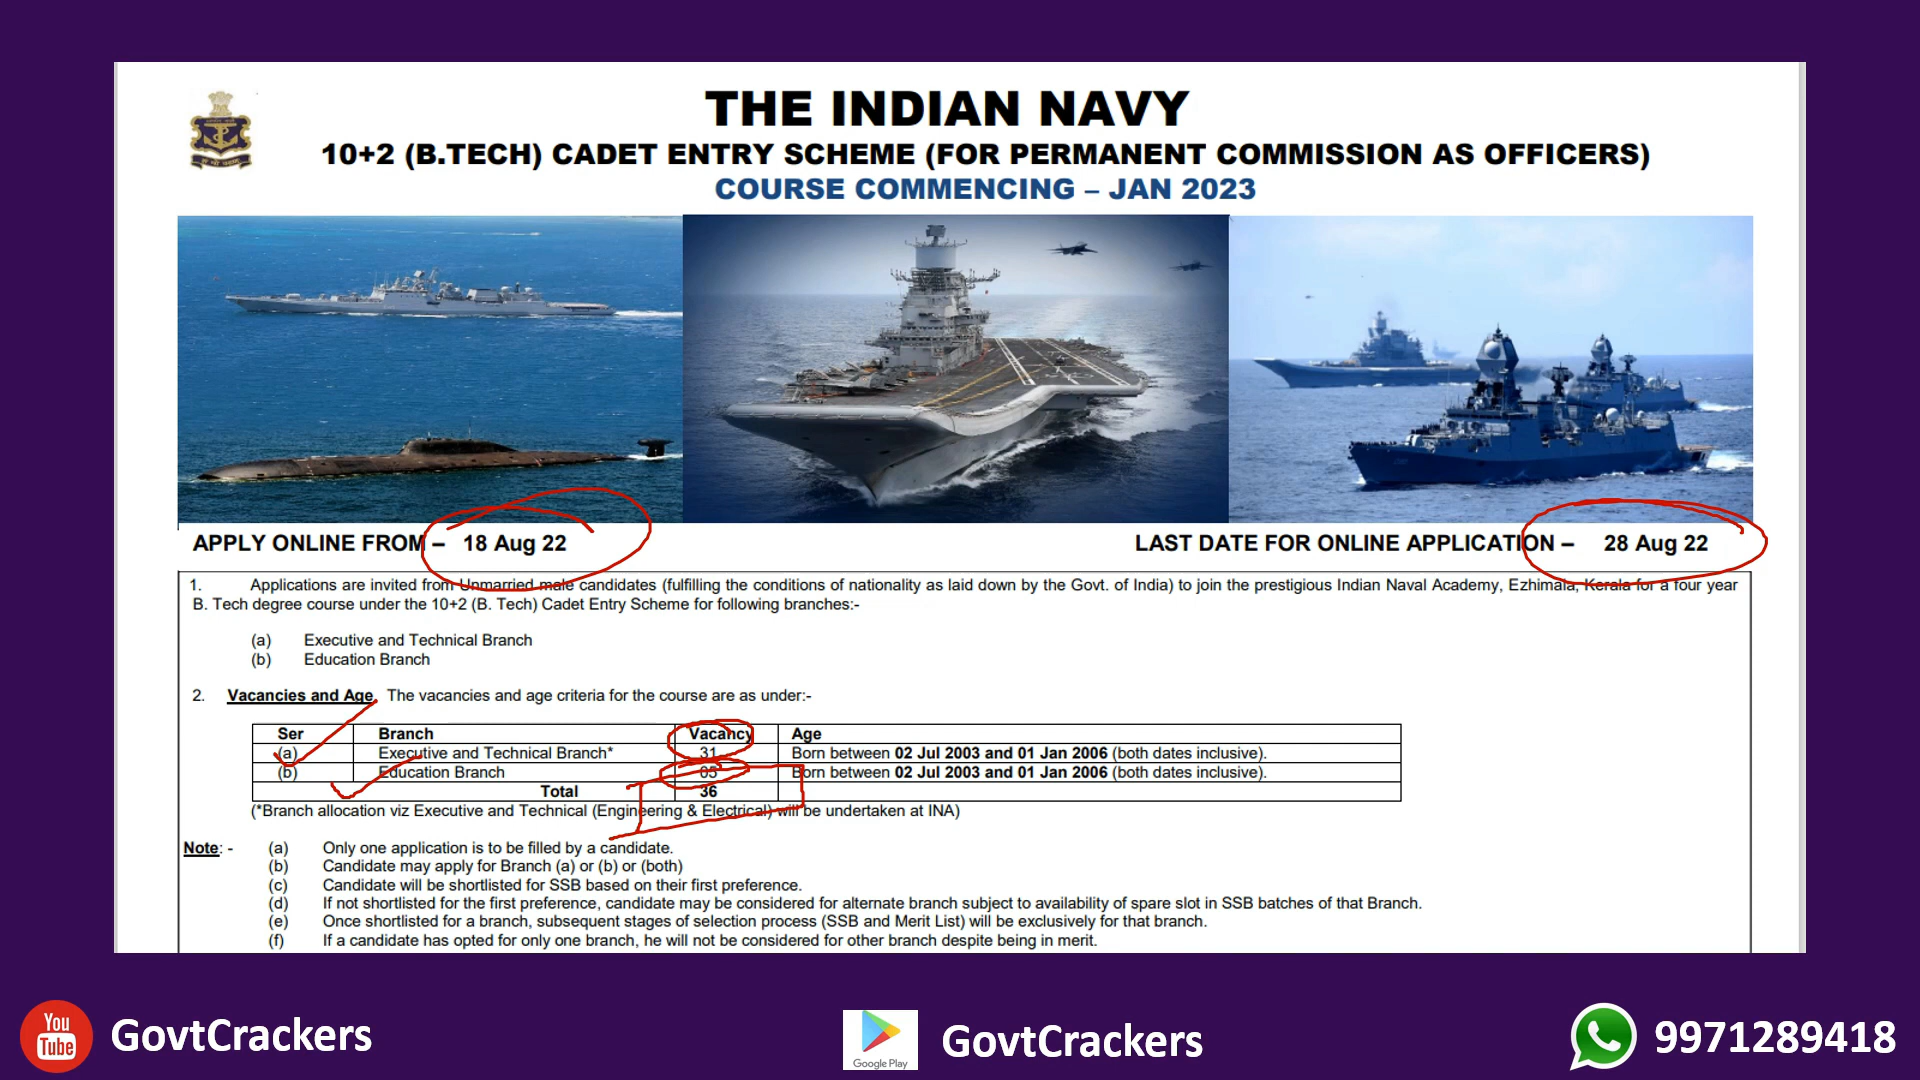 THE INDIAN NAVY
10+2 (B.TECH) CADET ENTRY SCHEME (FOR PERMANENT COMMISSION AS OFFICERS)
COURSE COMMENCING – JAN 2023
APPLY ONLINE FROM – 18 Aug 22
LAST DATE FOR ONLINE APPLICATION – 28 Aug 22
1. Applications are invited from Unmarried male candidates (fulfilling the conditions of nationality as laid down by the Govt. of India) to join the prestigious Indian Naval Academy, Ezhimala, Kerala for a four year
B. Tech degree course under the 10+2 (B. Tech) Cadet Entry Scheme for following branches:-
(a) Executive and Technical Branch
(b) Education Branch
2. Vacancies and Age. The vacancies and age criteria for the course are as under:-
Ser Branch Vacancy Age
(a) Executive and Technical Branch* 31 Born between 02 Jul 2003 and 01 Jan 2006 (both dates inclusive).
(b) Education Branch 05 Born between 02 Jul 2003 and 01 Jan 2006 (both dates inclusive).
Total 36
(*Branch allocation viz Executive and Technical (Engineering & Electrical) will be undertaken at INA)
Note: - (a) Only one application is to be filled by a candidate.
(b) Candidate may apply for Branch (a) or (b) or (both)
(c) Candidate will be shortlisted for SSB based on their first preference.
(d) If not shortlisted for the first preference, candidate may be considered for alternate branch subject to availability of spare slot in SSB batches of that Branch.
(e) Once shortlisted for a branch, subsequent stages of selection process (SSB and Merit List) will be exclusively for that branch.
(f) If a candidate has opted for only one branch, he will not be considered for other branch despite being in merit.
You
Tube
GovtCrackers
Google Play
GovtCrackers
9971289418